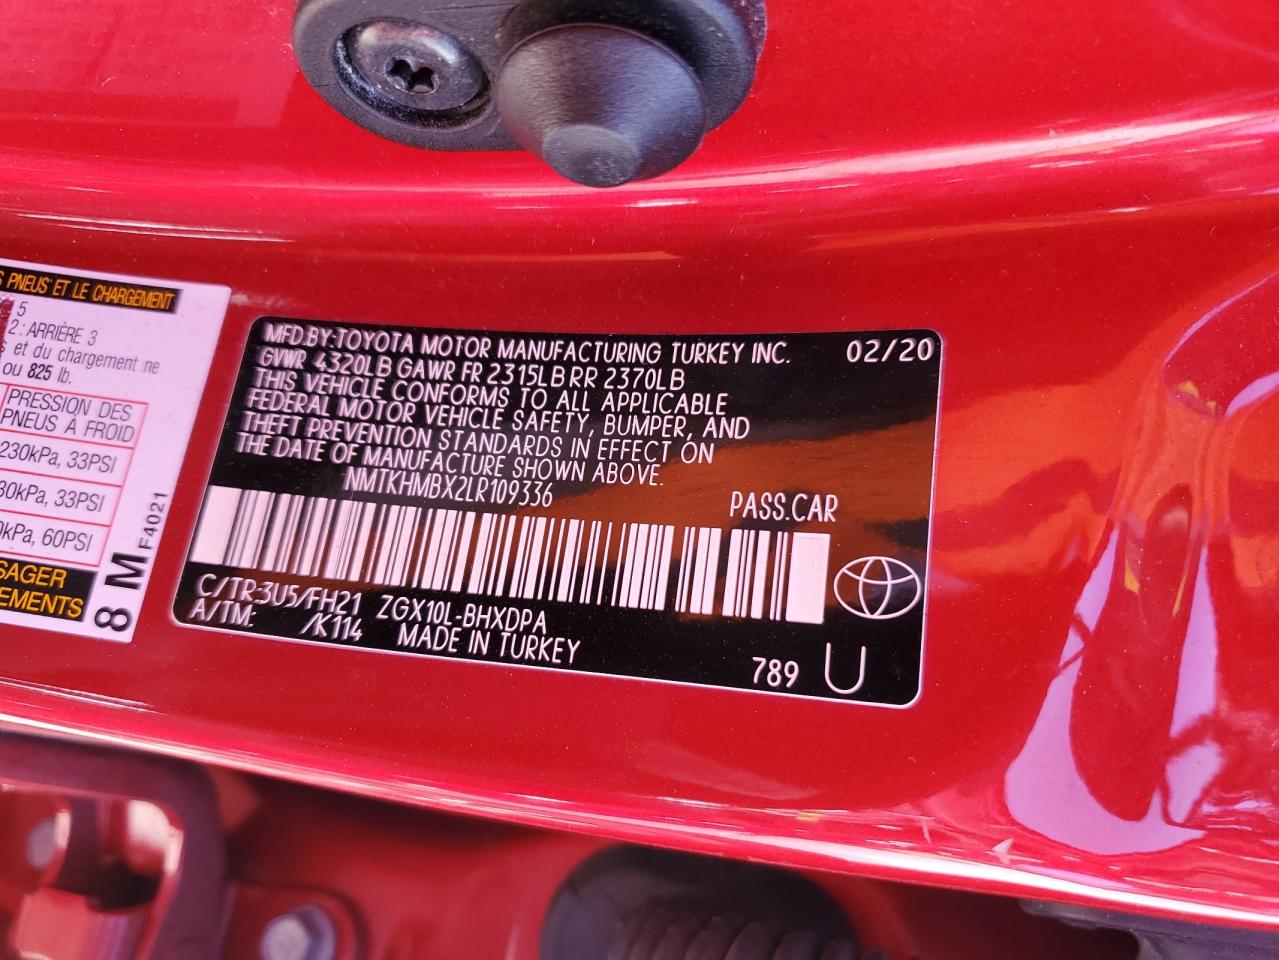 S PNEUS ET LE CHARGEMENT
5
2 : ARRIÈRE 3
et du chargement ne
ou 825 lb.
PRESSION DES
PNEUS À FROID
230kPa, 33PSI
30kPa, 33PSI
0kPa, 60PSI
SAGER
EMENTS
8 M
F4021
MFD.BY:TOYOTA MOTOR MANUFACTURING TURKEY INC. 02/20
GVWR 4320LB GAWR FR 2315LB RR 2370LB
THIS VEHICLE CONFORMS TO ALL APPLICABLE
FEDERAL MOTOR VEHICLE SAFETY, BUMPER, AND
THEFT PREVENTION STANDARDS IN EFFECT ON
THE DATE OF MANUFACTURE SHOWN ABOVE.
NMTKHMBX2LR109336 PASS.CAR
C/TR:3U5/FH21 ZGX10L-BHXDPA
A/TM: /K114 MADE IN TURKEY
789 U